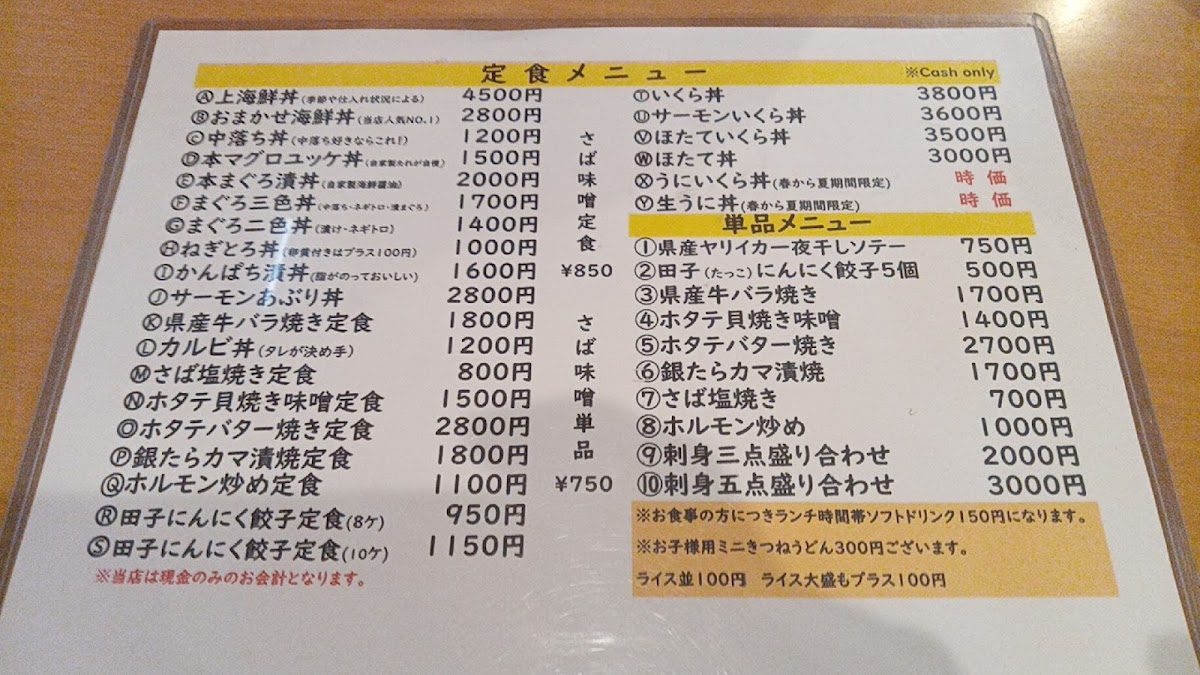 定食メニュー ※Cash only
Ⓐ上海鮮丼(季節や仕入れ状況による) 4500円
Ⓑおまかせ海鮮丼(当店人気NO.1) 2800円
Ⓒ中落ち丼(中落ち好きならこれ!) 1200円
Ⓓ本マグロユッケ丼(自家製たれが自慢) 1500円
Ⓔ本まぐろ漬丼(自家製海鮮醤油) 2000円
Ⓕまぐろ三色丼(中落ち・ネギトロ・漬まぐろ) 1700円
Ⓖまぐろ二色丼(漬け・ネギトロ) 1400円
Ⓗねぎとろ丼(卵黄付きはプラス100円) 1000円
Ⓘかんぱち漬丼(脂がのっておいしい) 1600円
Ⓙサーモンあぶり丼 2800円
Ⓚ県産牛バラ焼き定食 1800円
Ⓛカルビ丼(タレが決め手) 1200円
Ⓜさば塩焼き定食 800円
Ⓝホタテ貝焼き味噌定食 1500円
Ⓞホタテバター焼き定食 2800円
Ⓟ銀たらカマ漬焼定食 1800円
Ⓠホルモン炒め定食 1100円
Ⓡ田子にんにく餃子定食(8ケ) 950円
Ⓢ田子にんにく餃子定食(10ケ) 1150円
※当店は現金のみのお会計となります。
さば味噌定食
¥850
さば味噌単品
¥750
Ⓣいくら丼 3800円
Ⓤサーモンいくら丼 3600円
Ⓥほたていくら丼 3500円
Ⓦほたて丼 3000円
Ⓧうにいくら丼(春から夏期間限定) 時価
Ⓨ生うに丼(春から夏期間限定) 時価
単品メニュー
①県産ヤリイカ一夜干しソテー 750円
②田子(たっこ)にんにく餃子5個 500円
③県産牛バラ焼き 1700円
④ホタテ貝焼き味噌 1400円
⑤ホタテバター焼き 2700円
⑥銀たらカマ漬焼 1700円
⑦さば塩焼き 700円
⑧ホルモン炒め 1000円
⑨刺身三点盛り合わせ 2000円
⑩刺身五点盛り合わせ 3000円
※お食事の方につきランチ時間帯ソフトドリンク150円になります。
※お子様用ミニきつねうどん300円ございます。
ライス並100円 ライス大盛もプラス100円